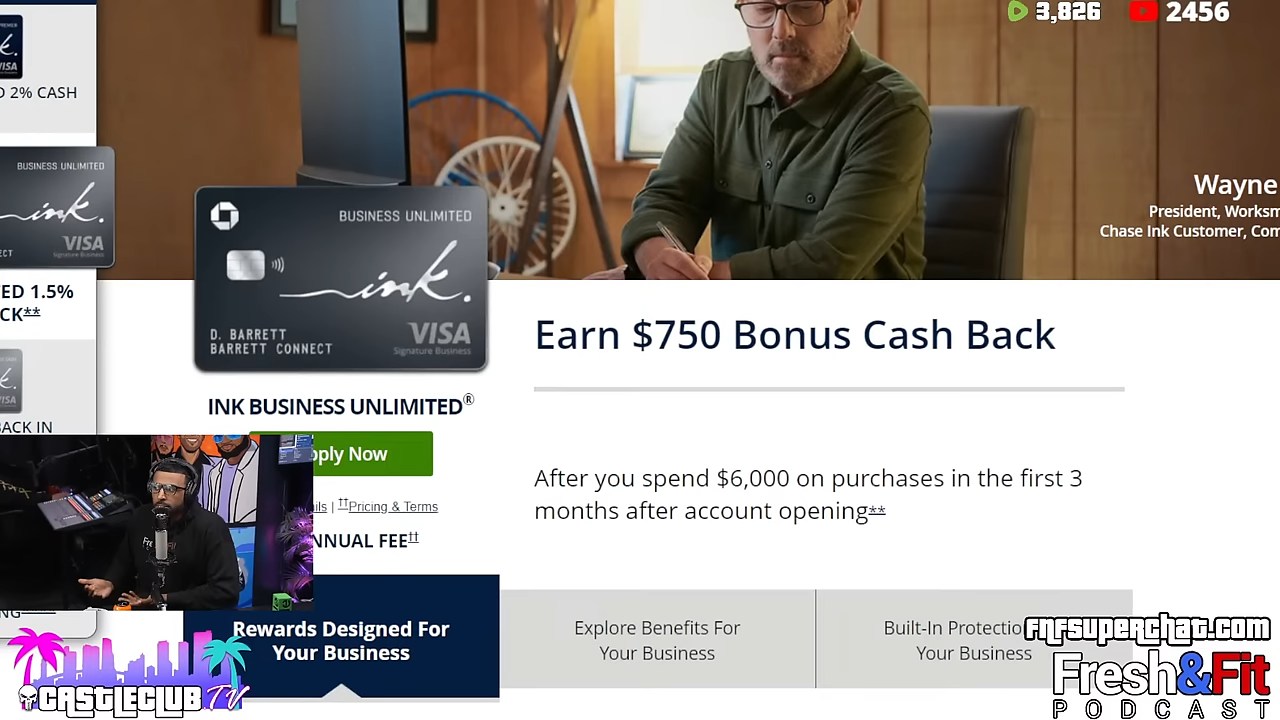 3,826
2456
VISA
2% CASH
BUSINESS UNLIMITED
ink.
VISA
Signature Business
ED 1.5%
CK**
BACK IN
Wayne
President, Worksm
Chase Ink Customer, Com
BUSINESS UNLIMITED
ink.
D. BARRETT
BARRETT CONNECT
VISA
Signature Business
INK BUSINESS UNLIMITED®
pply Now
ils | ††Pricing & Terms
NNUAL FEE††
Earn $750 Bonus Cash Back
After you spend $6,000 on purchases in the first 3
months after account opening**
Rewards Designed For
Your Business
Explore Benefits For
Your Business
Built-In Protectio
Your Business
CASTLECLUB TV
FNFSUPERCHAT.COM
Fresh&Fit
PODCAST